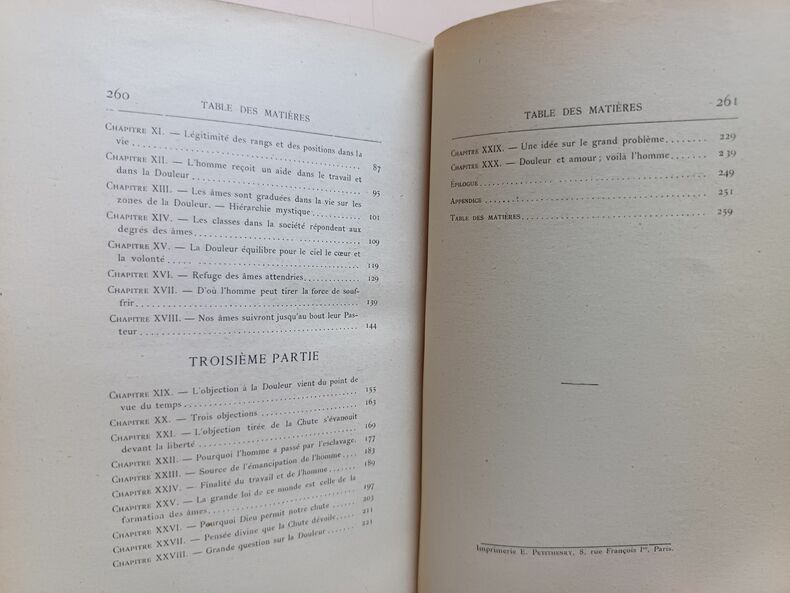 260
TABLE DES MATIÈRES
CHAPITRE XI. — Légitimité des rangs et des positions dans la
vie . . . . . . . . . . 87
CHAPITRE XII. — L'homme reçoit un aide dans le travail et
dans la Douleur . . . . . . . . . . 95
CHAPITRE XIII. — Les âmes sont graduées dans la vie sur les
zones de la Douleur. — Hiérarchie mystique . . . . . . . . . . 101
CHAPITRE XIV. — Les classes dans la société répondent aux
degrés des âmes . . . . . . . . . . 109
CHAPITRE XV. — La Douleur équilibre pour le ciel le cœur et
la volonté . . . . . . . . . . 119
CHAPITRE XVI. — Refuge des âmes attendries . . . . . . . . . . 129
CHAPITRE XVII. — D'où l'homme peut tirer la force de souf-
frir . . . . . . . . . . 139
CHAPITRE XVIII. — Nos âmes suivront jusqu'au bout leur Pas-
teur . . . . . . . . . . 144
TROISIÈME PARTIE
CHAPITRE XIX. — L'objection à la Douleur vient du point de
vue du temps . . . . . . . . . . 155
CHAPITRE XX. — Trois objections . . . . . . . . . . 163
CHAPITRE XXI. — L'objection tirée de la Chute s'évanouit
devant la liberté . . . . . . . . . . 169
CHAPITRE XXII. — Pourquoi l'homme a passé par l'esclavage. 177
CHAPITRE XXIII. — Source de l'émancipation de l'homme . . . 183
CHAPITRE XXIV. — Finalité du travail et de l'homme . . . . . 189
CHAPITRE XXV. — La grande loi de ce monde est celle de la
formation des âmes . . . . . . . . . . 197
CHAPITRE XXVI. — Pourquoi Dieu permit notre chute . . . . . 203
CHAPITRE XXVII. — Pensée divine que la Chute dévoile . . . . . 211
CHAPITRE XXVIII. — Grande question sur la Douleur . . . . . 221
TABLE DES MATIÈRES 261
CHAPITRE XXIX. — Une idée sur le grand problème . . . . . . . . 229
CHAPITRE XXX. — Douleur et amour ; voilà l'homme . . . . . . . . 239
ÉPILOGUE . . . . . . . . . . 249
APPENDICE . . . . . . . . . . 251
TABLE DES MATIÈRES . . . . . . . . . . 259
Imprimerie E. PETITHENRY, 8, rue François Ier, Paris.